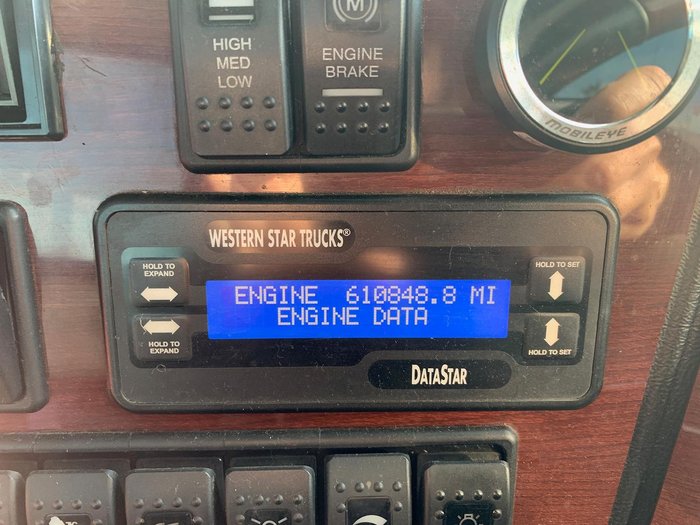 HIGH
MED
LOW
M
ENGINE
BRAKE
MOBILEYE
WESTERN STAR TRUCKS®
HOLD TO
EXPAND
HOLD TO SET
ENGINE 610848.8 MI
ENGINE DATA
HOLD TO
EXPAND
HOLD TO SET
DATASTAR